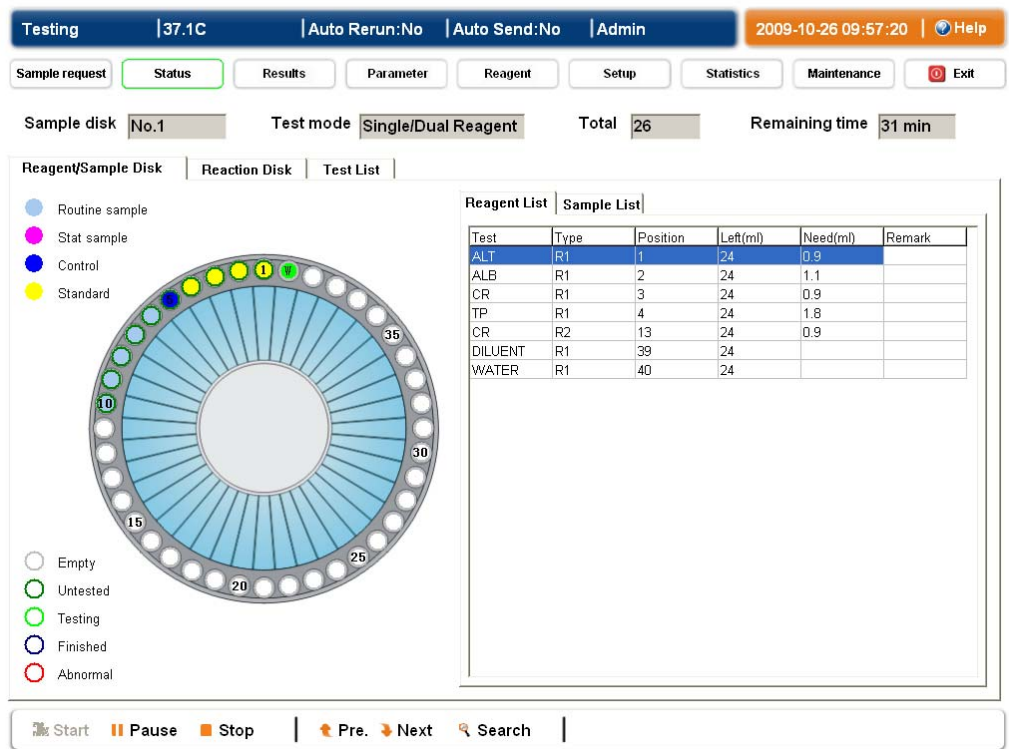 Testing 37.1C Auto Rerun:No Auto Send:No Admin 2009-10-26 09:57:20 Help
Sample request Status Results Parameter Reagent Setup Statistics Maintenance Exit
Sample disk No.1 Test mode Single/Dual Reagent Total 26 Remaining time 31 min
Reagent/Sample Disk Reaction Disk Test List
Routine sample
Stat sample
Control
Standard
1 W
5
35
10
30
15
25
20
Empty
Untested
Testing
Finished
Abnormal
Reagent List Sample List
Test Type Position Left(ml) Need(ml) Remark
ALT R1 1 24 0.9
ALB R1 2 24 1.1
CR R1 3 24 0.9
TP R1 4 24 1.8
CR R2 13 24 0.9
DILUENT R1 39 24
WATER R1 40 24
Start Pause Stop Pre. Next Search